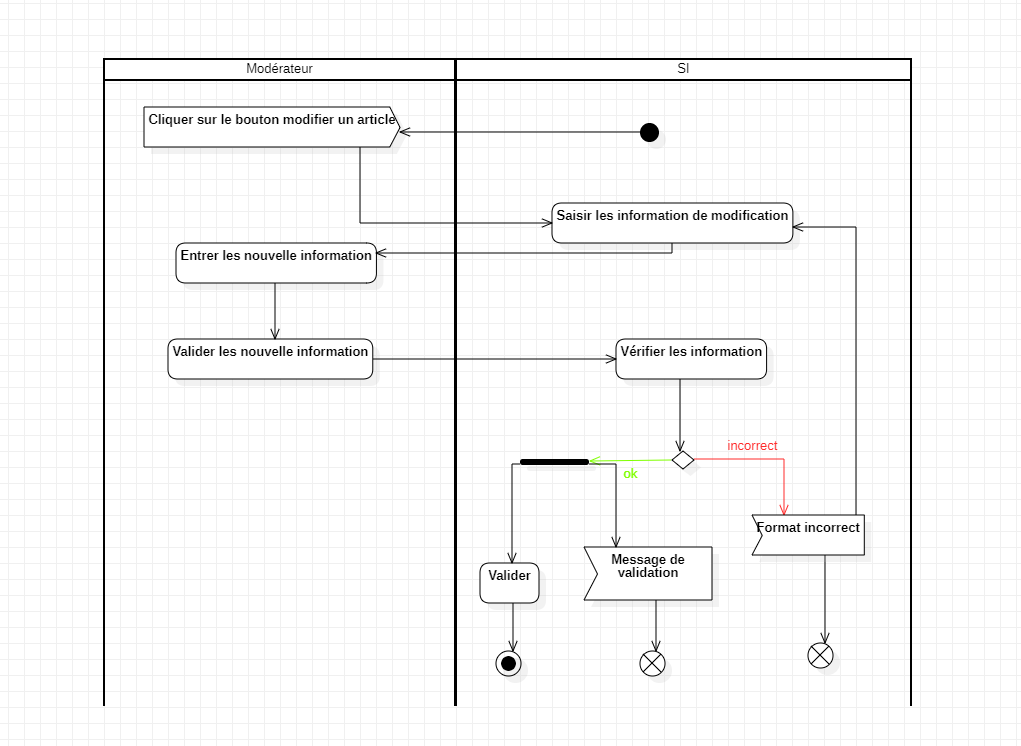 Modérateur
SI
Cliquer sur le bouton modifier un article
Saisir les information de modification
Entrer les nouvelle information
Valider les nouvelle information
Vérifier les information
incorrect
ok
Format incorrect
Message de
validation
Valider